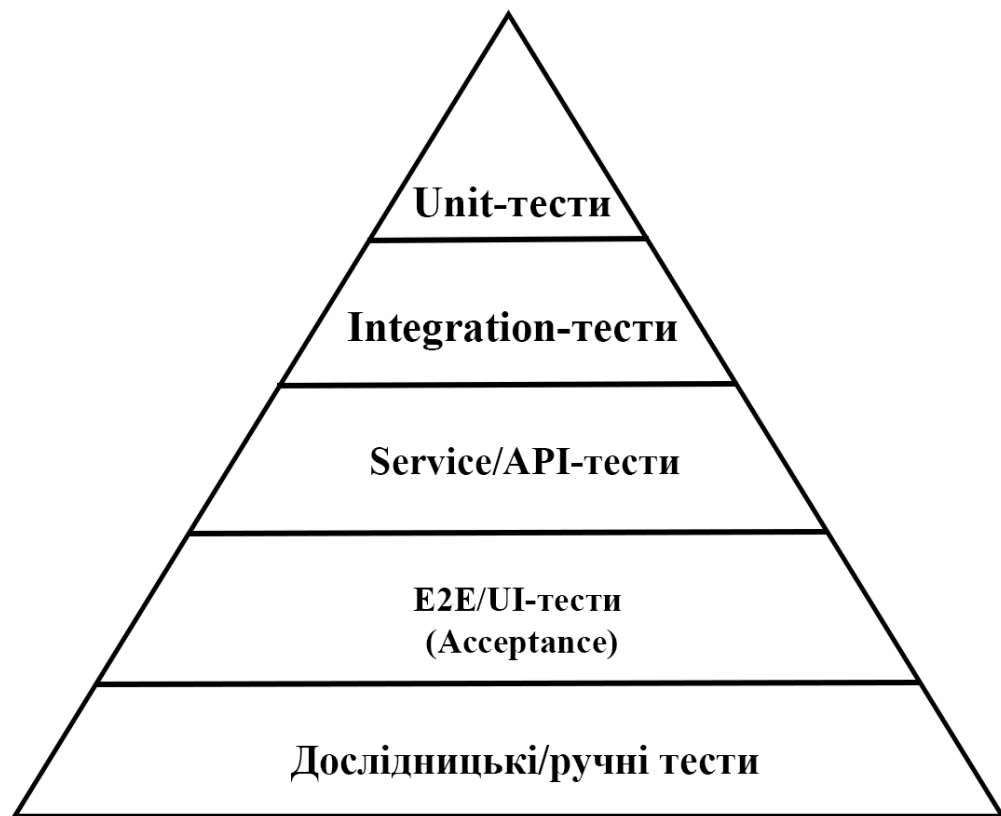 Unit-тести
Integration-тести
Service/API-тести
E2E/UI-тести
(Acceptance)
Дослідницькі/ручні тести